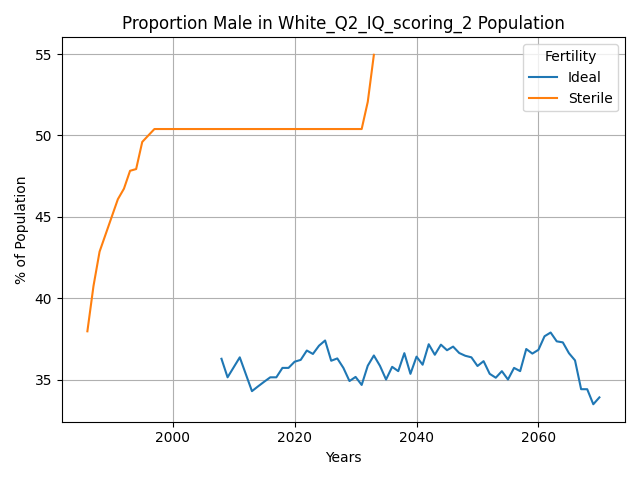 Proportion Male in White_Q2_IQ_scoring_2 Population
Fertility
Ideal
Sterile
55
50
45
40
35
% of Population
2000
2020
2040
2060
Years